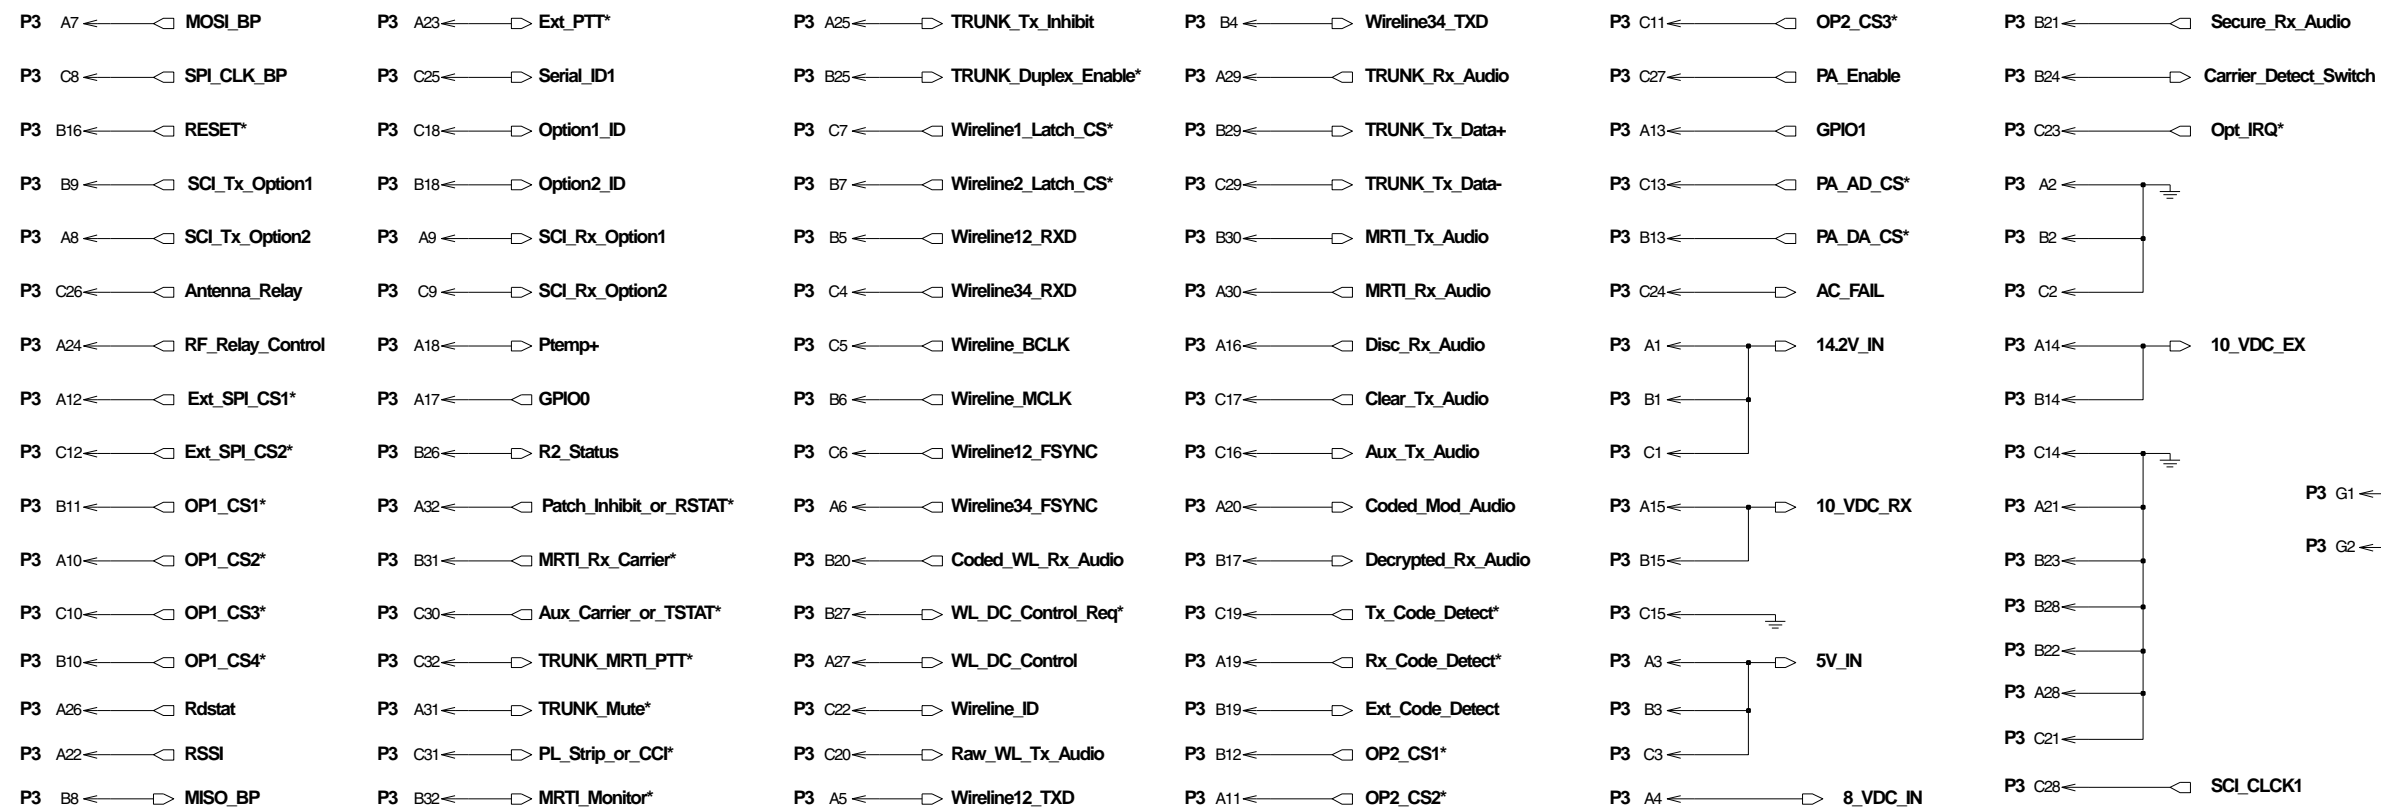 P3 A7 MOSI_BP
P3 C8 SPI_CLK_BP
P3 B16 RESET*
P3 B9 SCI_Tx_Option1
P3 A8 SCI_Tx_Option2
P3 C26 Antenna_Relay
P3 A24 RF_Relay_Control
P3 A12 Ext_SPI_CS1*
P3 C12 Ext_SPI_CS2*
P3 B11 OP1_CS1*
P3 A10 OP1_CS2*
P3 C10 OP1_CS3*
P3 B10 OP1_CS4*
P3 A26 Rdstat
P3 A22 RSSI
P3 B8 MISO_BP
P3 A23 Ext_PTT*
P3 C25 Serial_ID1
P3 C18 Option1_ID
P3 B18 Option2_ID
P3 A9 SCI_Rx_Option1
P3 C9 SCI_Rx_Option2
P3 A18 Ptemp+
P3 A17 GPIO0
P3 B26 R2_Status
P3 A32 Patch_Inhibit_or_RSTAT*
P3 B31 MRTI_Rx_Carrier*
P3 C30 Aux_Carrier_or_TSTAT*
P3 C32 TRUNK_MRTI_PTT*
P3 A31 TRUNK_Mute*
P3 C31 PL_Strip_or_CCI*
P3 B32 MRTI_Monitor*
P3 A25 TRUNK_Tx_Inhibit
P3 B25 TRUNK_Duplex_Enable*
P3 C7 Wireline1_Latch_CS*
P3 B7 Wireline2_Latch_CS*
P3 B5 Wireline12_RXD
P3 C4 Wireline34_RXD
P3 C5 Wireline_BCLK
P3 B6 Wireline_MCLK
P3 C6 Wireline12_FSYNC
P3 A6 Wireline34_FSYNC
P3 B20 Coded_WL_Rx_Audio
P3 B27 WL_DC_Control_Req*
P3 A27 WL_DC_Control
P3 C22 Wireline_ID
P3 C20 Raw_WL_Tx_Audio
P3 A5 Wireline12_TXD
P3 B4 Wireline34_TXD
P3 A29 TRUNK_Rx_Audio
P3 B29 TRUNK_Tx_Data+
P3 C29 TRUNK_Tx_Data-
P3 B30 MRTI_Tx_Audio
P3 A30 MRTI_Rx_Audio
P3 A16 Disc_Rx_Audio
P3 C17 Clear_Tx_Audio
P3 C16 Aux_Tx_Audio
P3 A20 Coded_Mod_Audio
P3 B17 Decrypted_Rx_Audio
P3 C19 Tx_Code_Detect*
P3 A19 Rx_Code_Detect*
P3 B19 Ext_Code_Detect
P3 B12 OP2_CS1*
P3 A11 OP2_CS2*
P3 C11 OP2_CS3*
P3 C27 PA_Enable
P3 A13 GPIO1
P3 C13 PA_AD_CS*
P3 B13 PA_DA_CS*
P3 C24 AC_FAIL
P3 A1 14.2V_IN
P3 B1
P3 C1
P3 A15 10_VDC_RX
P3 B15
P3 C15
P3 A3 5V_IN
P3 B3
P3 C3
P3 A4 8_VDC_IN
P3 B21 Secure_Rx_Audio
P3 B24 Carrier_Detect_Switch
P3 C23 Opt_IRQ*
P3 A2
P3 B2
P3 C2
P3 A14 10_VDC_EX
P3 B14
P3 C14
P3 A21
P3 B23
P3 B28
P3 B22
P3 A28
P3 C21
P3 C28 SCI_CLCK1
P3 G1
P3 G2